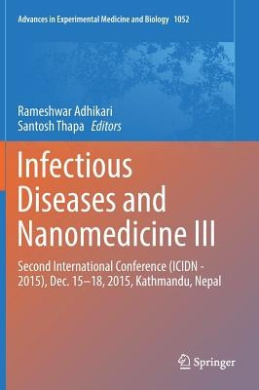 Advances in Experimental Medicine and Biology 1052
Rameshwar Adhikari
Santosh Thapa Editors
Infectious
Diseases and
Nanomedicine III
Second International Conference (ICIDN -
2015), Dec. 15–18, 2015, Kathmandu, Nepal
Springer